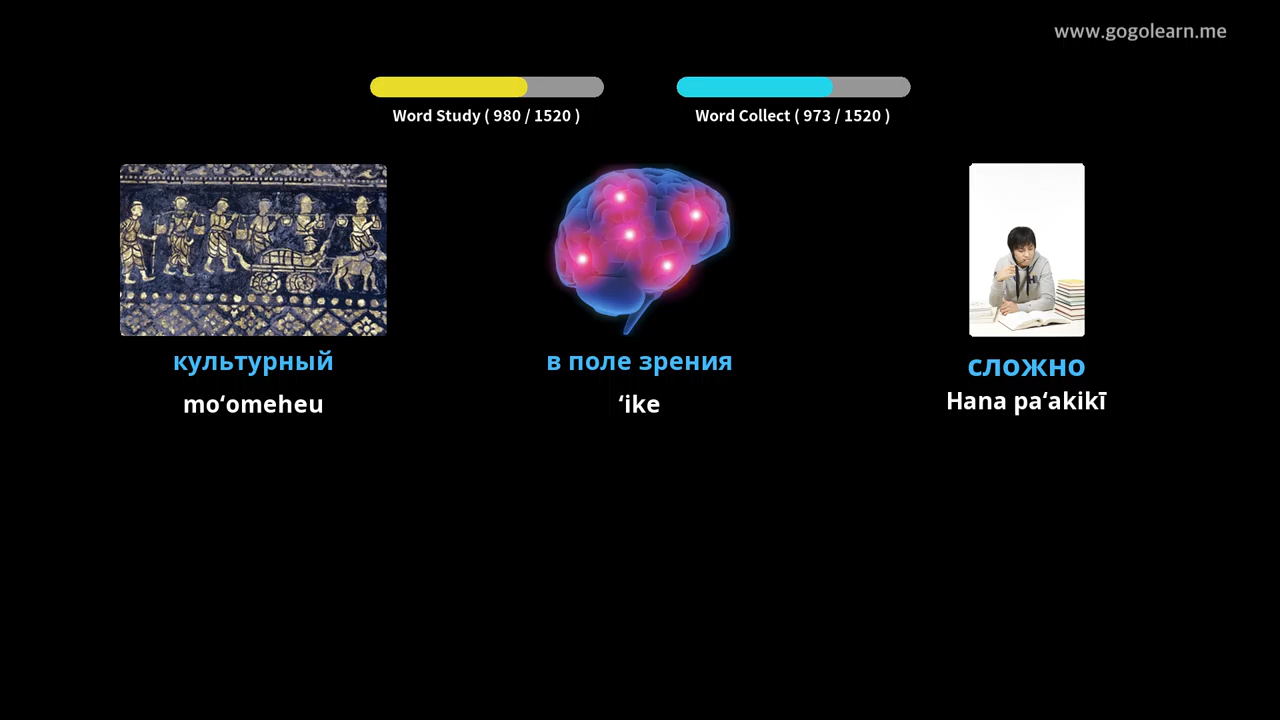 www.gogolearn.me
Word Study ( 980 / 1520 )
Word Collect ( 973 / 1520 )
культурный
moʻomeheu
в поле зрения
ʻike
сложно
Hana paʻakikī